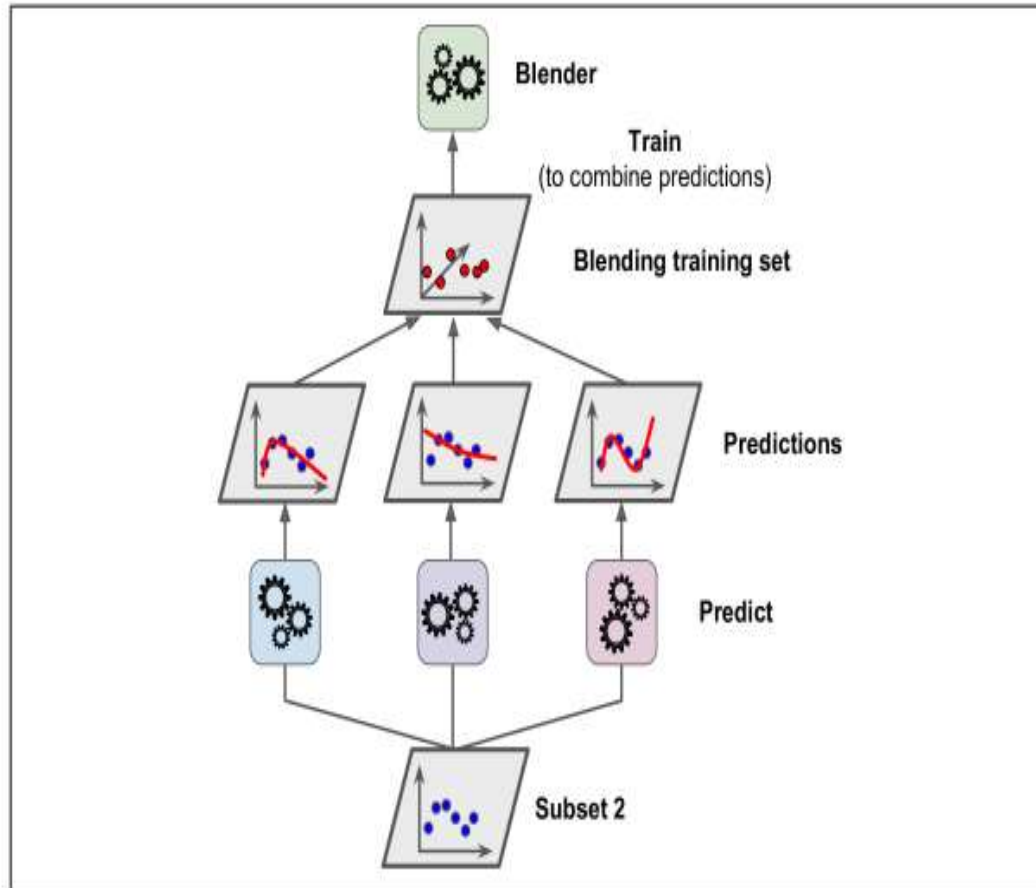 Blender
Train
(to combine predictions)
Blending training set
Predictions
Predict
Subset 2